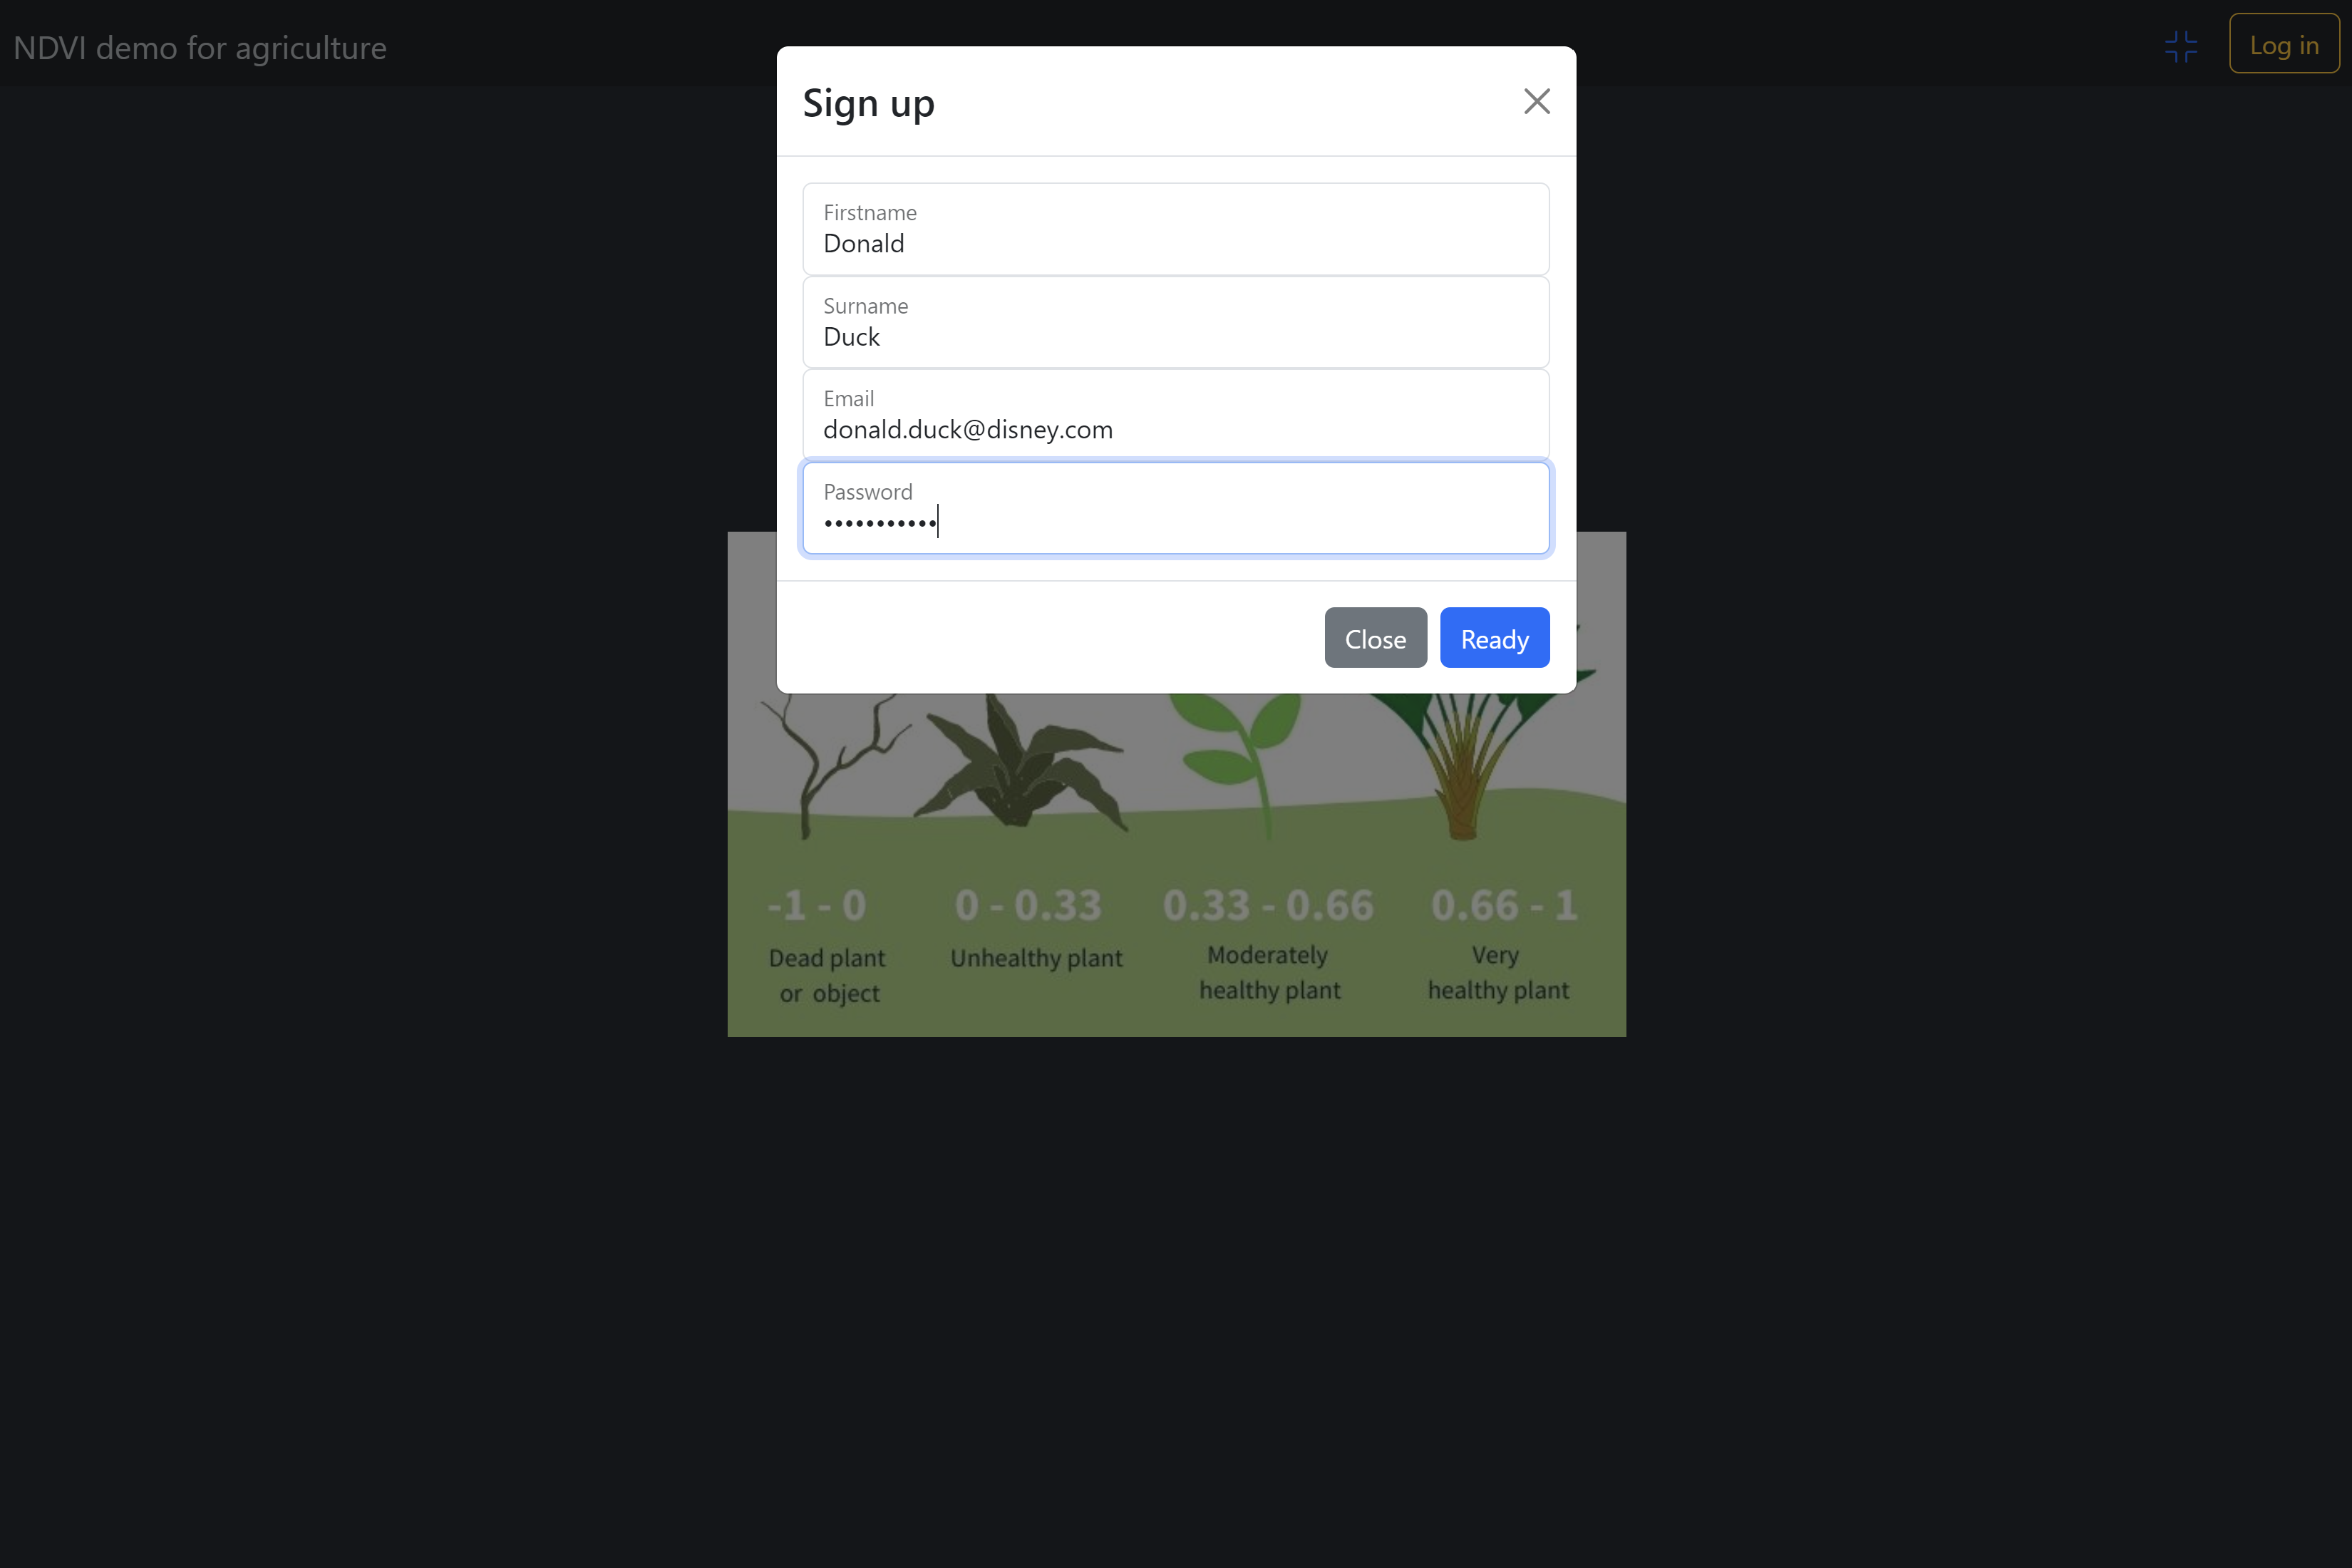 NDVI demo for agriculture
Log in
Sign up
Firstname
Donald
Surname
Duck
Email
donald.duck@disney.com
Password
•••••••••••
Close
Ready
-1 - 0
0 - 0.33
0.33 - 0.66
0.66 - 1
Dead plant
or object
Unhealthy plant
Moderately
healthy plant
Very
healthy plant